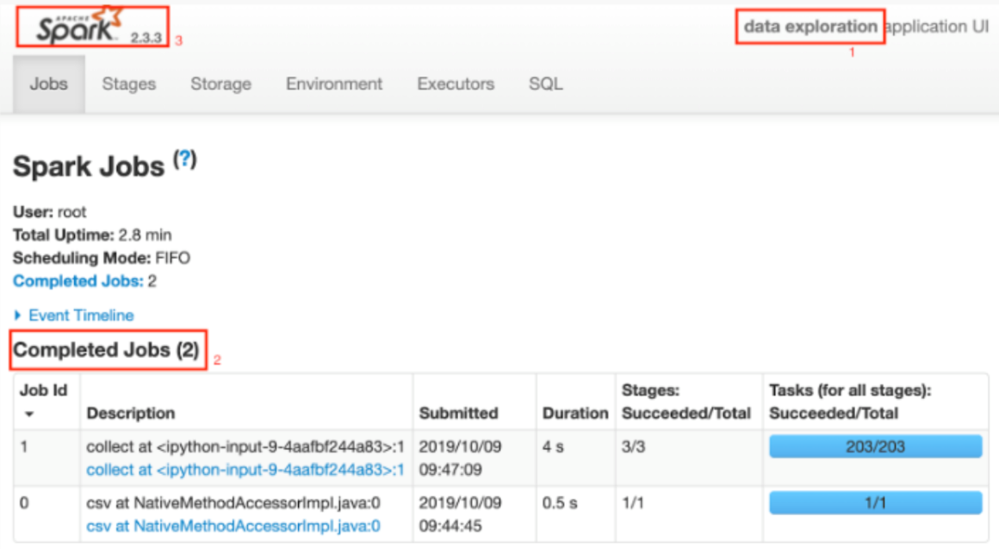 APACHE
Spark 2.3.3 3
data exploration application UI
1
Jobs Stages Storage Environment Executors SQL
Spark Jobs (?)
User: root
Total Uptime: 2.8 min
Scheduling Mode: FIFO
Completed Jobs: 2
Event Timeline
Completed Jobs (2) 2
Job Id Description Submitted Duration Stages: Succeeded/Total Tasks (for all stages): Succeeded/Total
1 collect at <ipython-input-9-4aafbf244a83>:1 2019/10/09 4 s 3/3 203/203
collect at <ipython-input-9-4aafbf244a83>:1 09:47:09
0 csv at NativeMethodAccessorImpl.java:0 2019/10/09 0.5 s 1/1 1/1
csv at NativeMethodAccessorImpl.java:0 09:44:45